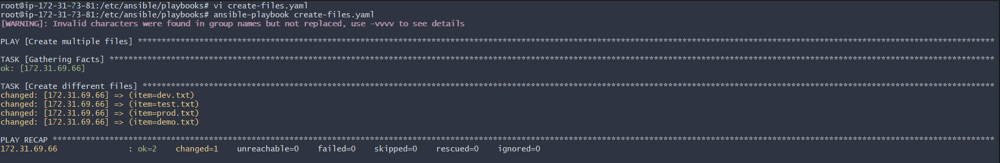 root@ip-172-31-73-81:/etc/ansible/playbooks# vi create-files.yaml
root@ip-172-31-73-81:/etc/ansible/playbooks# ansible-playbook create-files.yaml
[WARNING]: Invalid characters were found in group names but not replaced, use -vvvv to see details
PLAY [Create multiple files] *************************************************************************************************************************************************************************************
TASK [Gathering Facts] *******************************************************************************************************************************************************************************************
ok: [172.31.69.66]
TASK [Create different files] ************************************************************************************************************************************************************************************
changed: [172.31.69.66] => (item=dev.txt)
changed: [172.31.69.66] => (item=test.txt)
changed: [172.31.69.66] => (item=prod.txt)
changed: [172.31.69.66] => (item=demo.txt)
PLAY RECAP *******************************************************************************************************************************************************************************************************
172.31.69.66               : ok=2    changed=1    unreachable=0    failed=0    skipped=0    rescued=0    ignored=0